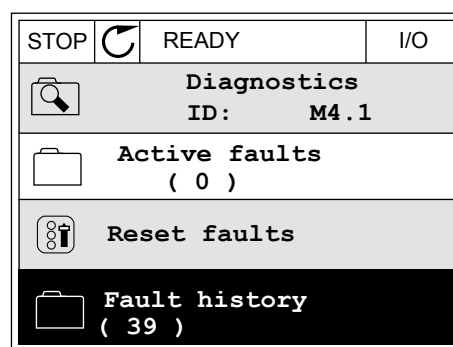 STOP READY I/O
Diagnostics
ID: M4.1
Active faults
( 0 )
Reset faults
Fault history
( 39 )